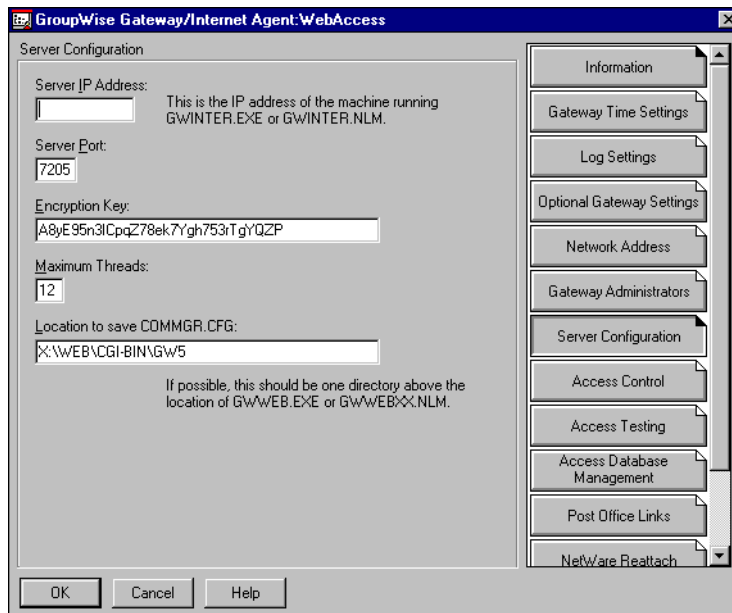 GroupWise Gateway/Internet Agent:WebAccess
Server Configuration
Server IP Address:
This is the IP address of the machine running
GWINTER.EXE or GWINTER.NLM.
Server Port:
7205
Encryption Key:
A8yE95n3ICpqZ78ek7Ygh753rTgYQZP
Maximum Threads:
12
Location to save COMMGR.CFG:
X:\WEB\CGI-BIN\GW5
If possible, this should be one directory above the
location of GWWEB.EXE or GWWEBXX.NLM.
OK
Cancel
Help
Information
Gateway Time Settings
Log Settings
Optional Gateway Settings
Network Address
Gateway Administrators
Server Configuration
Access Control
Access Testing
Access Database
Management
Post Office Links
NetWare Reattach